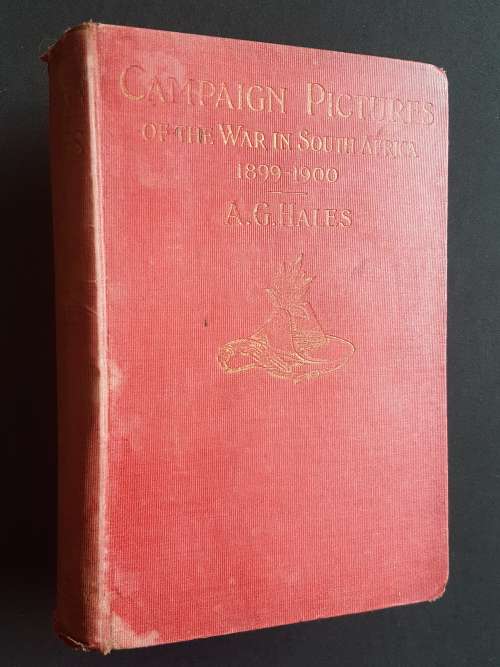 CAMPAIGN PICTURES
OF THE WAR IN SOUTH AFRICA
1899-1900
A. G. HALES